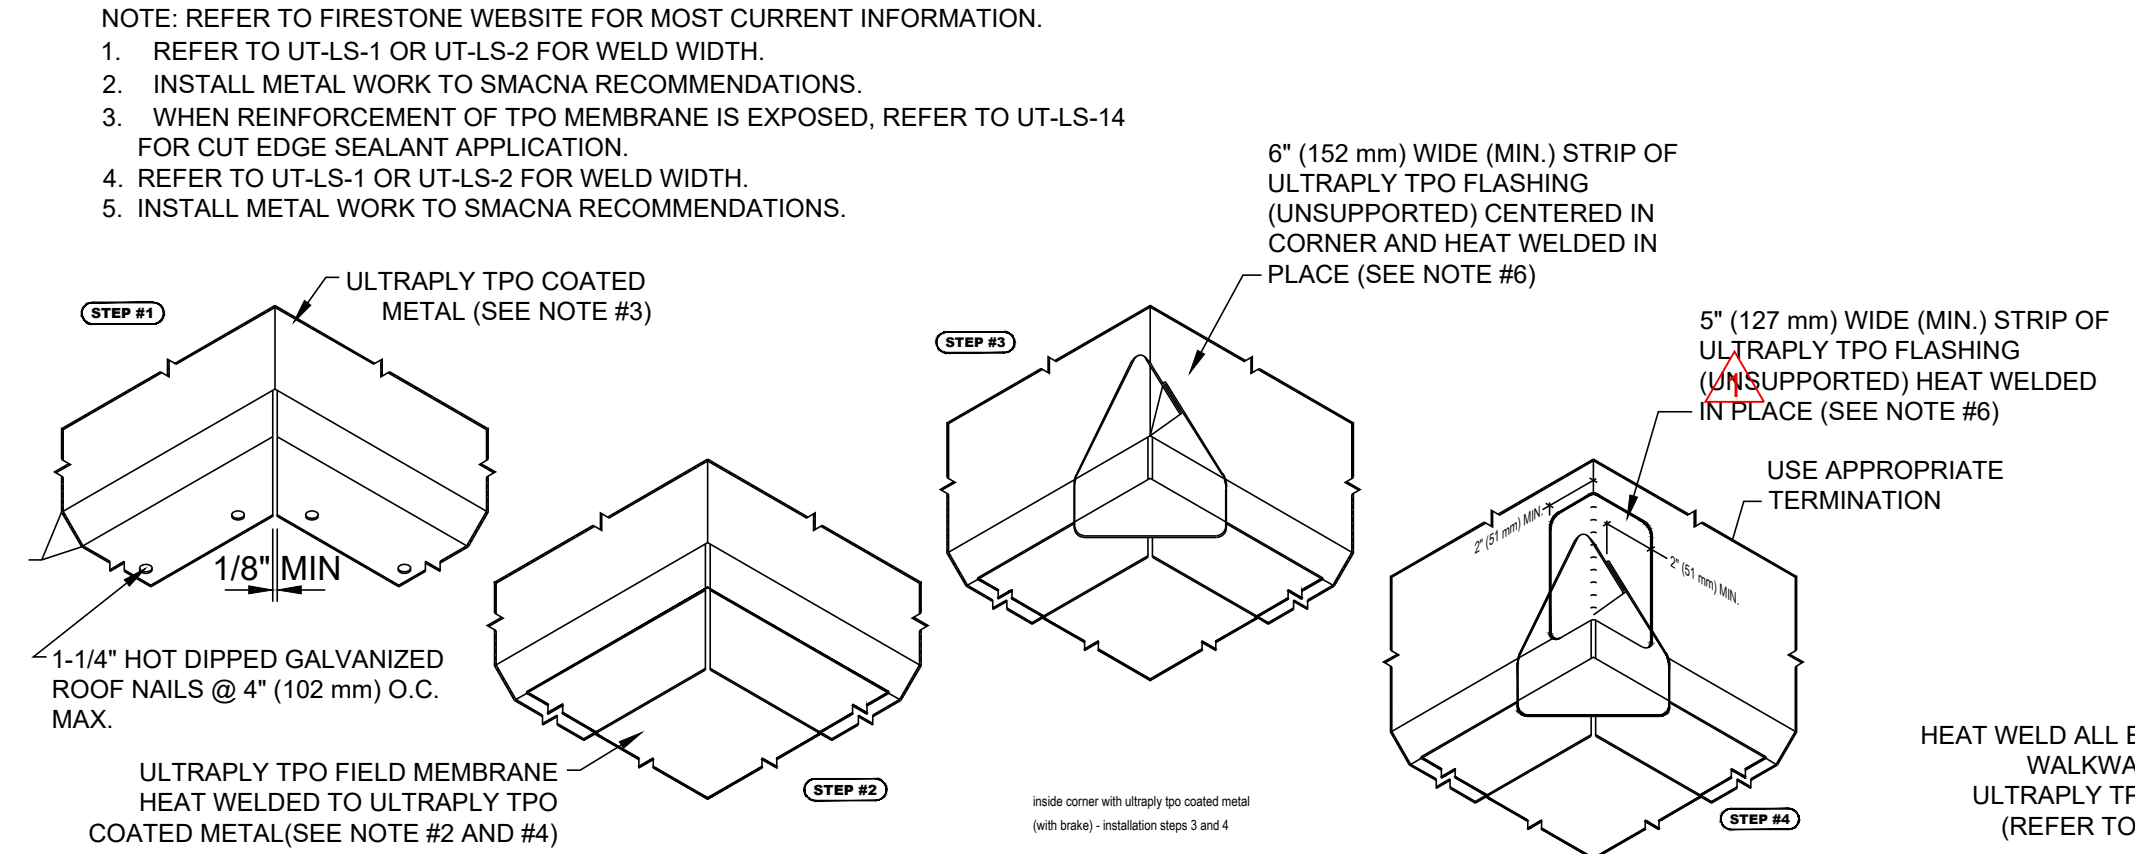 NOTE: REFER TO FIRESTONE WEBSITE FOR MOST CURRENT INFORMATION.
1. REFER TO UT-LS-1 OR UT-LS-2 FOR WELD WIDTH.
2. INSTALL METAL WORK TO SMACNA RECOMMENDATIONS.
3. WHEN REINFORCEMENT OF TPO MEMBRANE IS EXPOSED, REFER TO UT-LS-14
FOR CUT EDGE SEALANT APPLICATION.
4. REFER TO UT-LS-1 OR UT-LS-2 FOR WELD WIDTH.
5. INSTALL METAL WORK TO SMACNA RECOMMENDATIONS.
STEP #1
ULTRAPLY TPO COATED
METAL (SEE NOTE #3)
1/8" MIN
1-1/4" HOT DIPPED GALVANIZED
ROOF NAILS @ 4" (102 mm) O.C.
MAX.
ULTRAPLY TPO FIELD MEMBRANE
HEAT WELDED TO ULTRAPLY TPO
COATED METAL(SEE NOTE #2 AND #4)
STEP #2
STEP #3
6" (152 mm) WIDE (MIN.) STRIP OF
ULTRAPLY TPO FLASHING
(UNSUPPORTED) CENTERED IN
CORNER AND HEAT WELDED IN
PLACE (SEE NOTE #6)
inside corner with ultraply tpo coated metal
(with brake) - installation steps 3 and 4
5" (127 mm) WIDE (MIN.) STRIP OF
ULTRAPLY TPO FLASHING
(UNSUPPORTED) HEAT WELDED
IN PLACE (SEE NOTE #6)
1
USE APPROPRIATE
TERMINATION
2" (51 mm) MIN.
2" (51 mm) MIN.
STEP #4
HEAT WELD ALL E
WALKWA
ULTRAPLY TP
(REFER TO